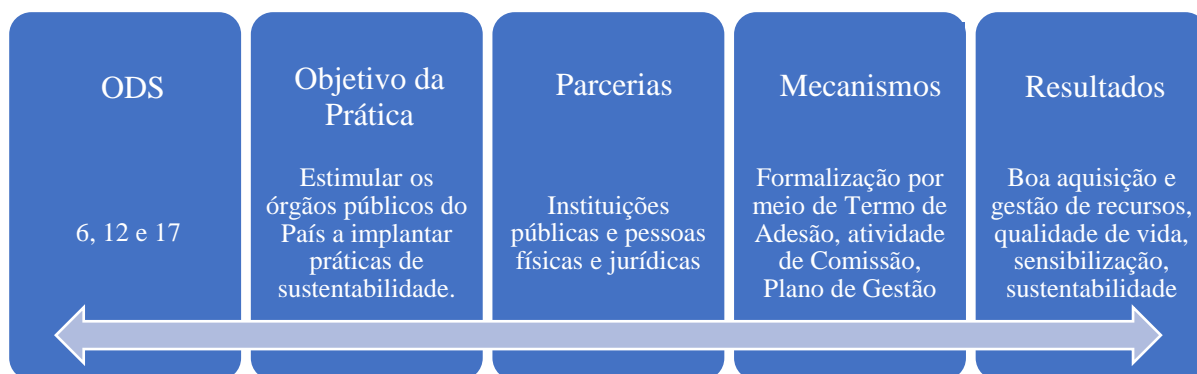 ODS
6, 12 e 17
Objetivo da
Prática
Estimular os
órgãos públicos do
País a implantar
práticas de
sustentabilidade.
Parcerias
Instituições
públicas e pessoas
físicas e jurídicas
Mecanismos
Formalização por
meio de Termo de
Adesão, atividade
de Comissão,
Plano de Gestão
Resultados
Boa aquisição e
gestão de recursos,
qualidade de vida,
sensibilização,
sustentabilidade